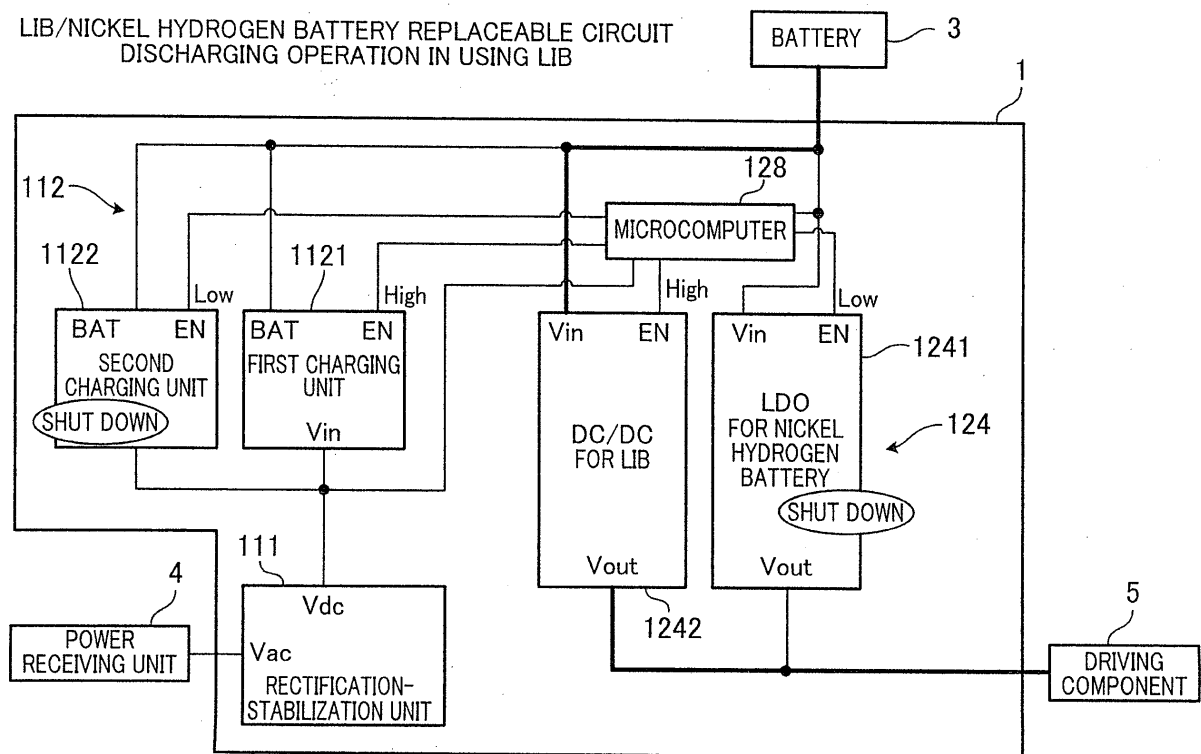 LIB/NICKEL HYDROGEN BATTERY REPLACEABLE CIRCUIT
DISCHARGING OPERATION IN USING LIB
BATTERY
3
1
112
128
MICROCOMPUTER
1122
1121
Low
High
High
Low
BAT EN
SECOND
CHARGING UNIT
SHUT DOWN
BAT EN
FIRST CHARGING
UNIT
Vin
Vin EN
DC/DC
FOR LIB
Vout
1242
Vin EN
1241
LDO
FOR NICKEL
HYDROGEN
BATTERY
124
SHUT DOWN
Vout
111
Vdc
Vac
RECTIFICATION-
STABILIZATION UNIT
4
POWER
RECEIVING UNIT
5
DRIVING
COMPONENT